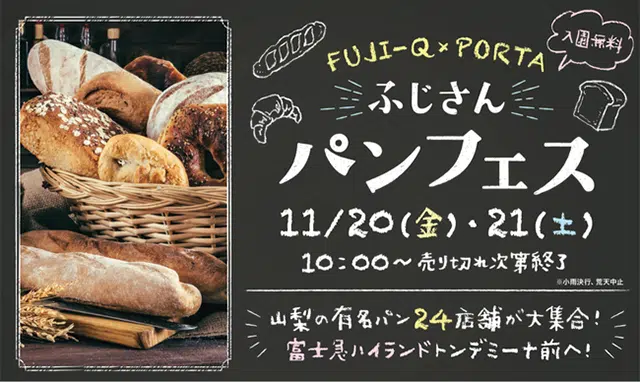 入園無料
FUJI-Q×PORTA
ふじさん
パンフェス
11/20(金)・21(土)
10:00～売り切れ次第終了
※小雨決行、荒天中止
山梨の有名パン24店舗が大集合!
富士急ハイランドトンデミーナ前へ!